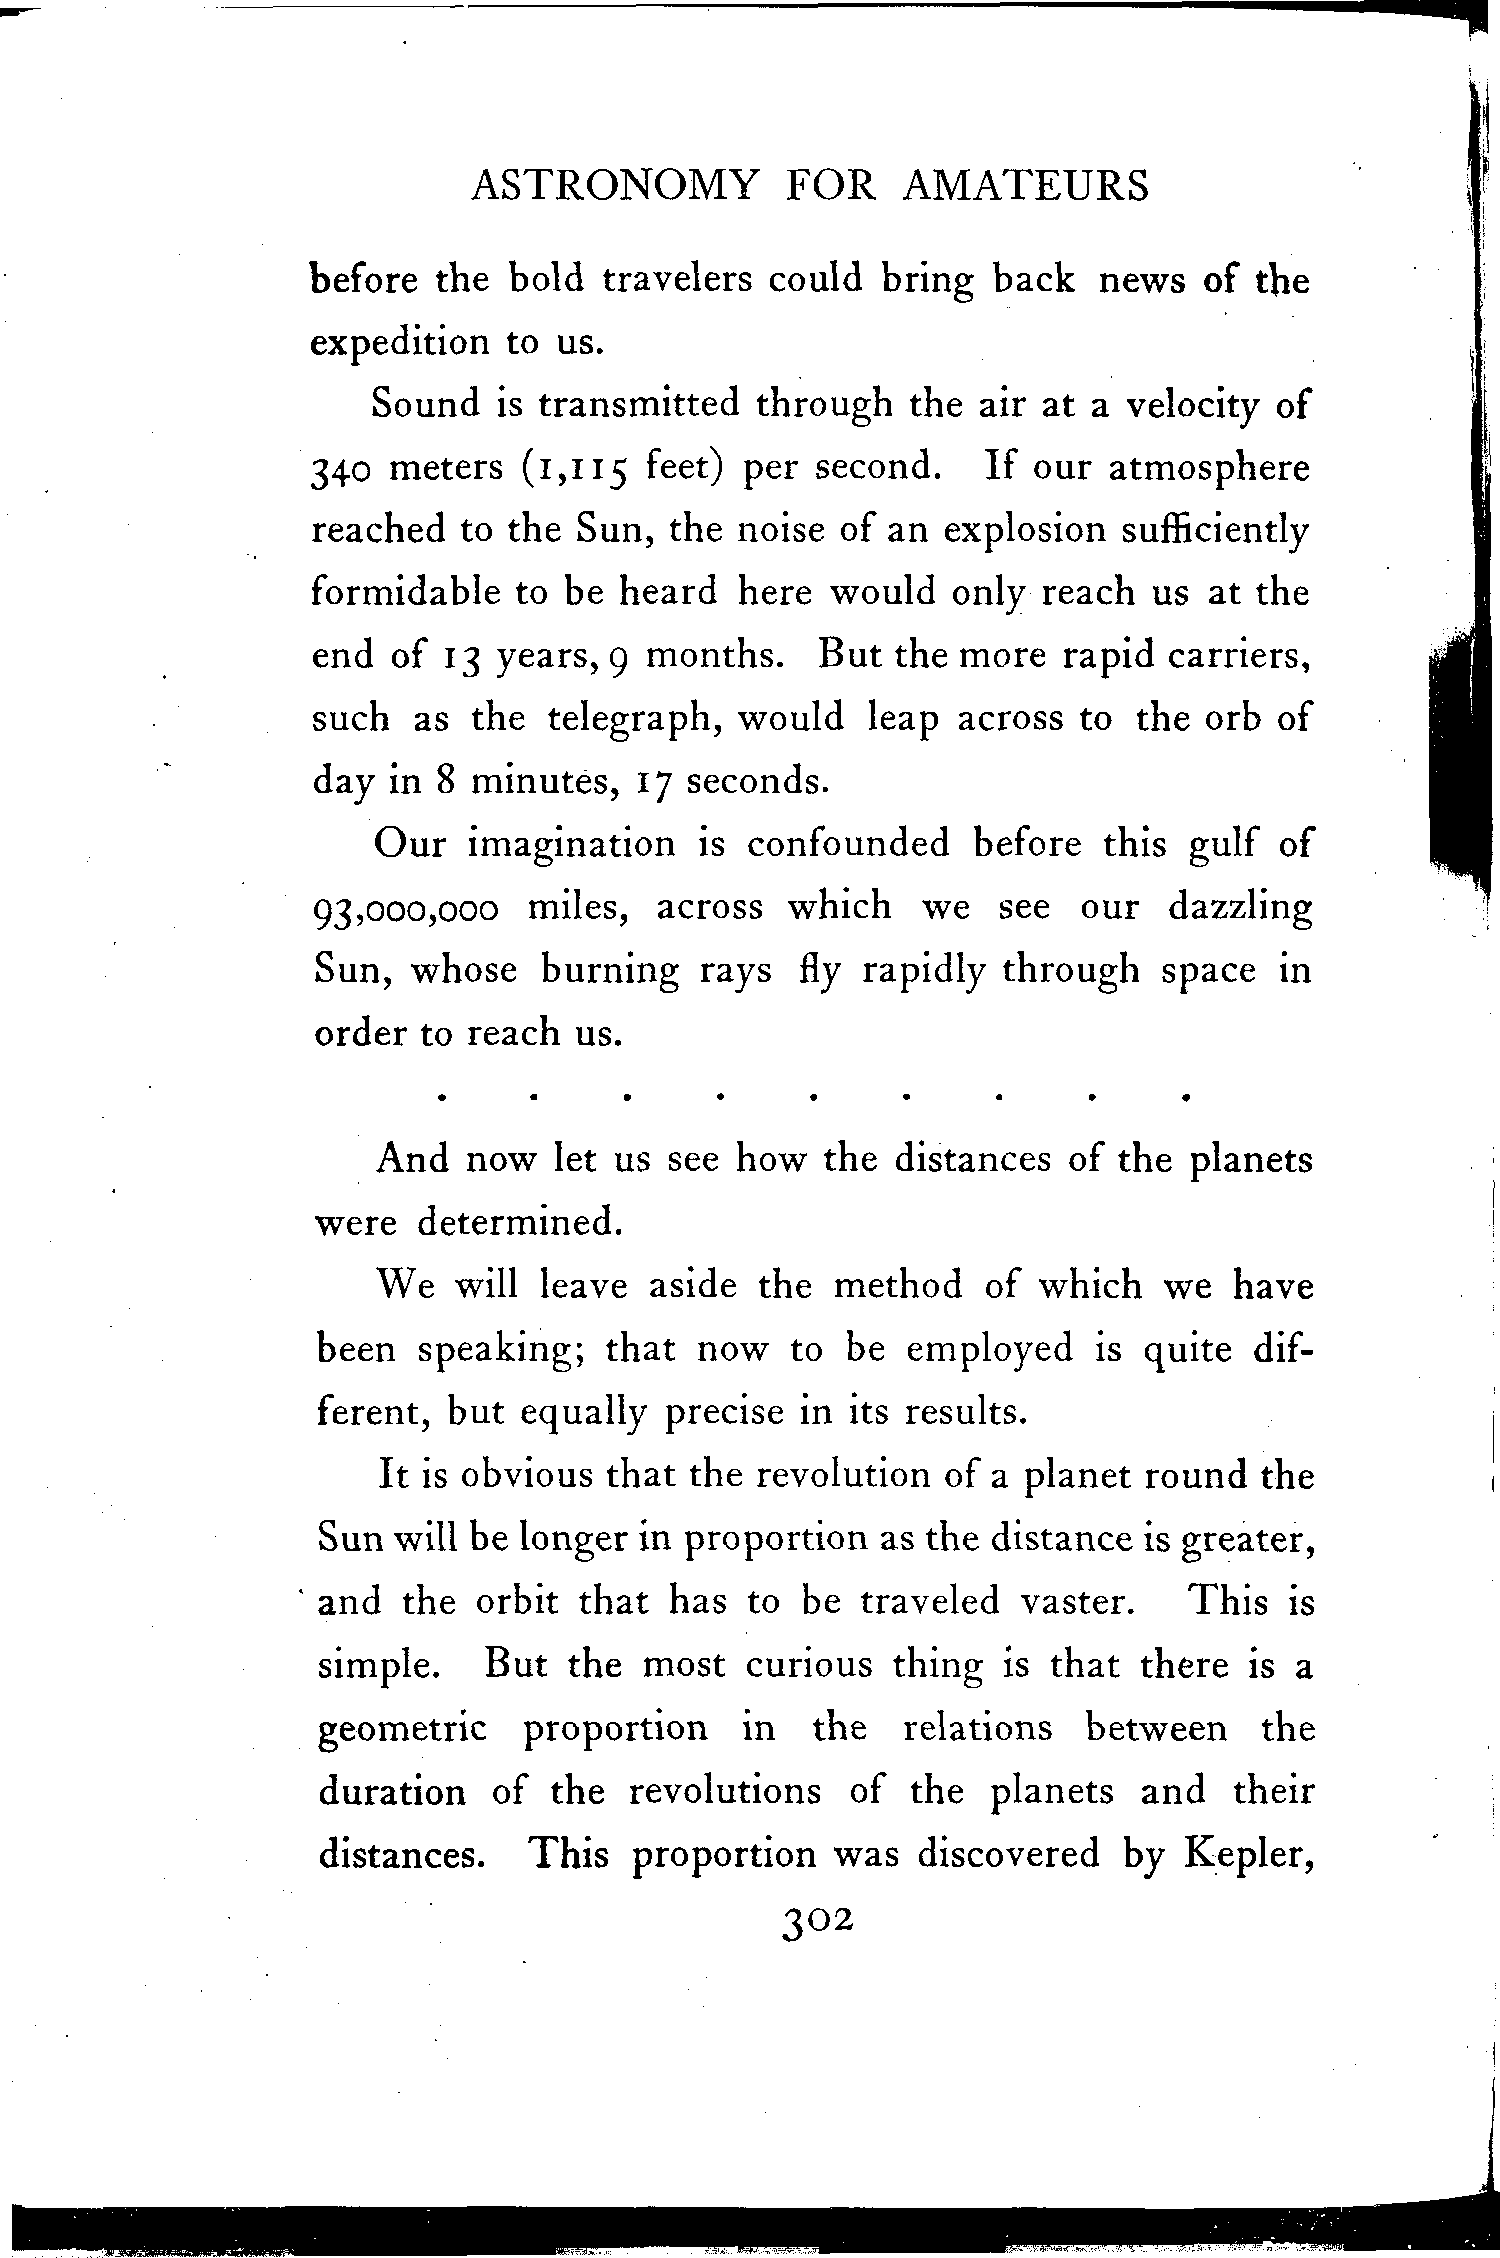 ASTRONOMY FOR AMATEURS
before the bold travelers could bring back news of the
expedition to us.
Sound is transmitted through the air at a velocity of
340 meters (1,115 feet) per second. If our atmosphere
reached to the Sun, the noise of an explosion sufficiently
formidable to be heard here would only reach us at the
end of 13 years, 9 months. But the more rapid carriers,
such as the telegraph, would leap across to the orb of
day in 8 minutes, 17 seconds.
Our imagination is confounded before this gulf of
93,000,000 miles, across which we see our dazzling
Sun, whose burning rays fly rapidly through space in
order to reach us.
. . . . . . . . .
And now let us see how the distances of the planets
were determined.
We will leave aside the method of which we have
been speaking; that now to be employed is quite dif-
ferent, but equally precise in its results.
It is obvious that the revolution of a planet round the
Sun will be longer in proportion as the distance is greater,
and the orbit that has to be traveled vaster. This is
simple. But the most curious thing is that there is a
geometric proportion in the relations between the
duration of the revolutions of the planets and their
distances. This proportion was discovered by Kepler,
302